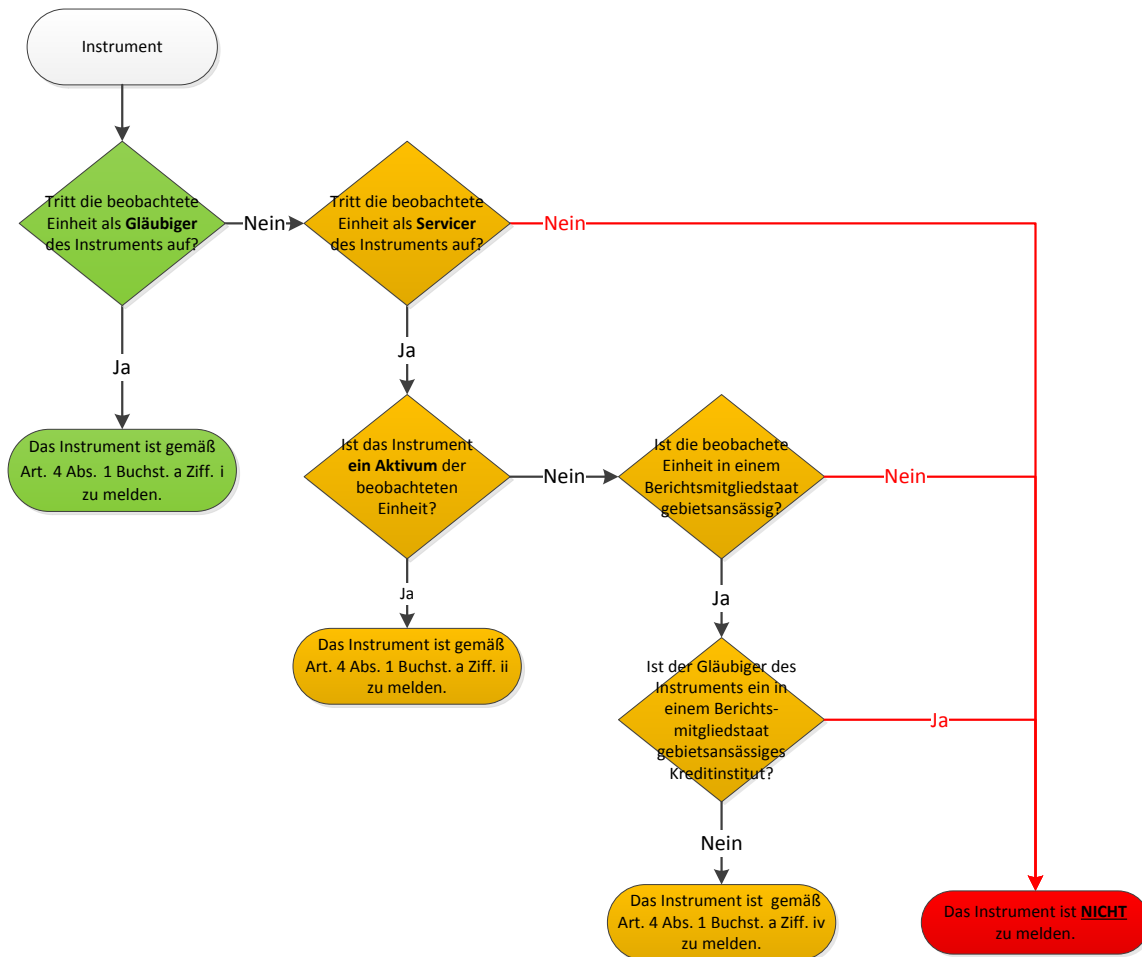 Instrument
Tritt die beobachtete
Einheit als Gläubiger
des Instruments auf?
Nein
Tritt die beobachtete
Einheit als Servicer
des Instruments auf?
Nein
Ja
Ja
Das Instrument ist gemäß
Art. 4 Abs. 1 Buchst. a Ziff. i
zu melden.
Ist das Instrument
ein Aktivum der
beobachteten
Einheit?
Nein
Ist die beobachete
Einheit in einem
Berichtsmitgliedstaat
gebietsansässig?
Nein
Ja
Ja
Das Instrument ist gemäß
Art. 4 Abs. 1 Buchst. a Ziff. ii
zu melden.
Ist der Gläubiger des
Instruments ein in
einem Berichts-
mitgliedstaat
gebietsansässiges
Kreditinstitut?
Ja
Nein
Das Instrument ist gemäß
Art. 4 Abs. 1 Buchst. a Ziff. iv
zu melden.
Das Instrument ist NICHT
zu melden.